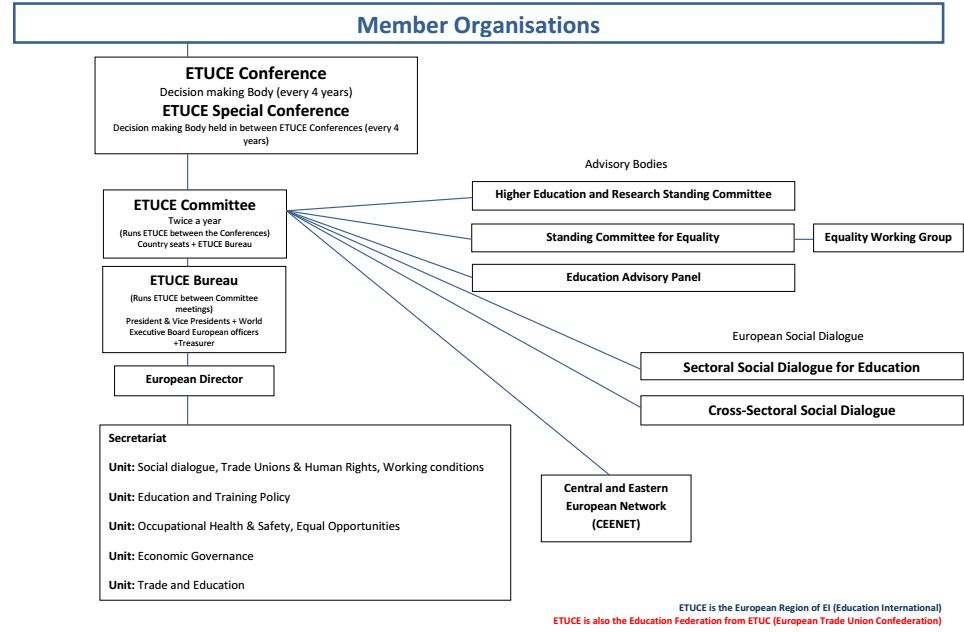 Member Organisations
ETUCE Conference
Decision making Body (every 4 years)
ETUCE Special Conference
Decision making Body held in between ETUCE Conferences (every 4
years)
ETUCE Committee
Twice a year
(Runs ETUCE between the Conferences)
Country seats + ETUCE Bureau
ETUCE Bureau
(Runs ETUCE between Committee
meetings)
President & Vice Presidents + World
Executive Board European officers
+Treasurer
European Director
Secretariat
Unit: Social dialogue, Trade Unions & Human Rights, Working conditions
Unit: Education and Training Policy
Unit: Occupational Health & Safety, Equal Opportunities
Unit: Economic Governance
Unit: Trade and Education
Advisory Bodies
Higher Education and Research Standing Committee
Standing Committee for Equality
Equality Working Group
Education Advisory Panel
European Social Dialogue
Sectoral Social Dialogue for Education
Cross-Sectoral Social Dialogue
Central and Eastern
European Network
(CEENET)
ETUCE is the European Region of EI (Education International)
ETUCE is also the Education Federation from ETUC (European Trade Union Confederation)